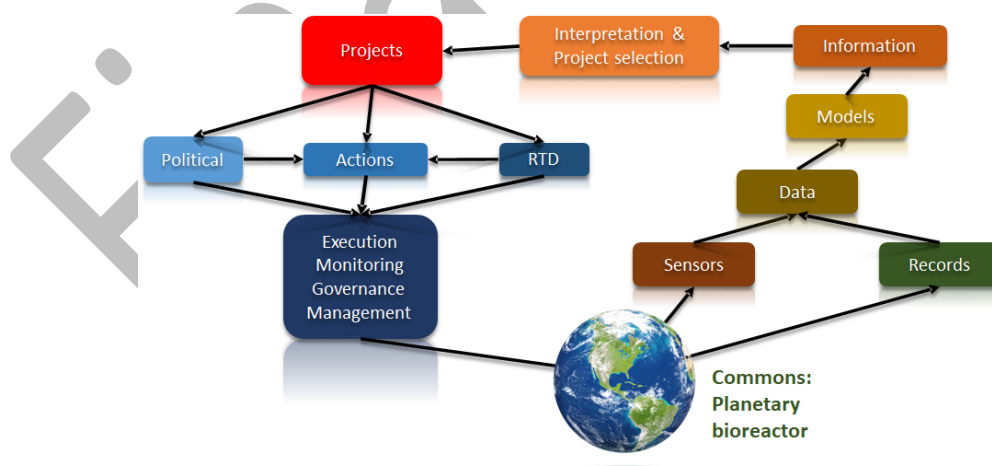 Projects
Interpretation &
Project selection
Information
Models
Political
Actions
RTD
Data
Execution
Monitoring
Governance
Management
Sensors
Records
Commons:
Planetary
bioreactor